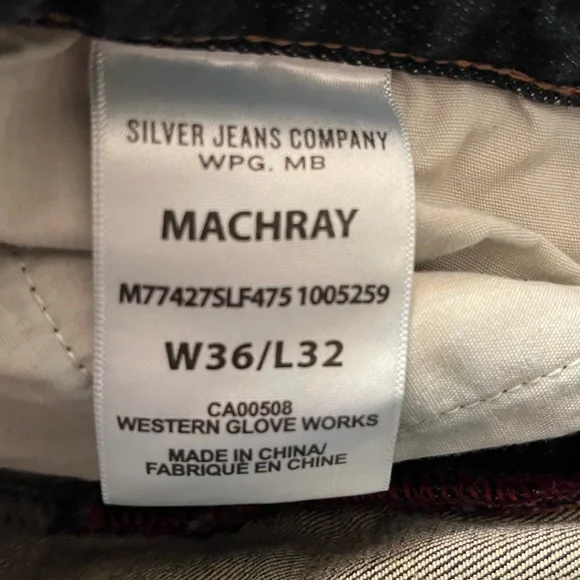 SILVER JEANS COMPANY
WPG. MB
MACHRAY
M77427SLF475 1005259
W36/L32
CA00508
WESTERN GLOVE WORKS
MADE IN CHINA/
FABRIQUÉ EN CHINE